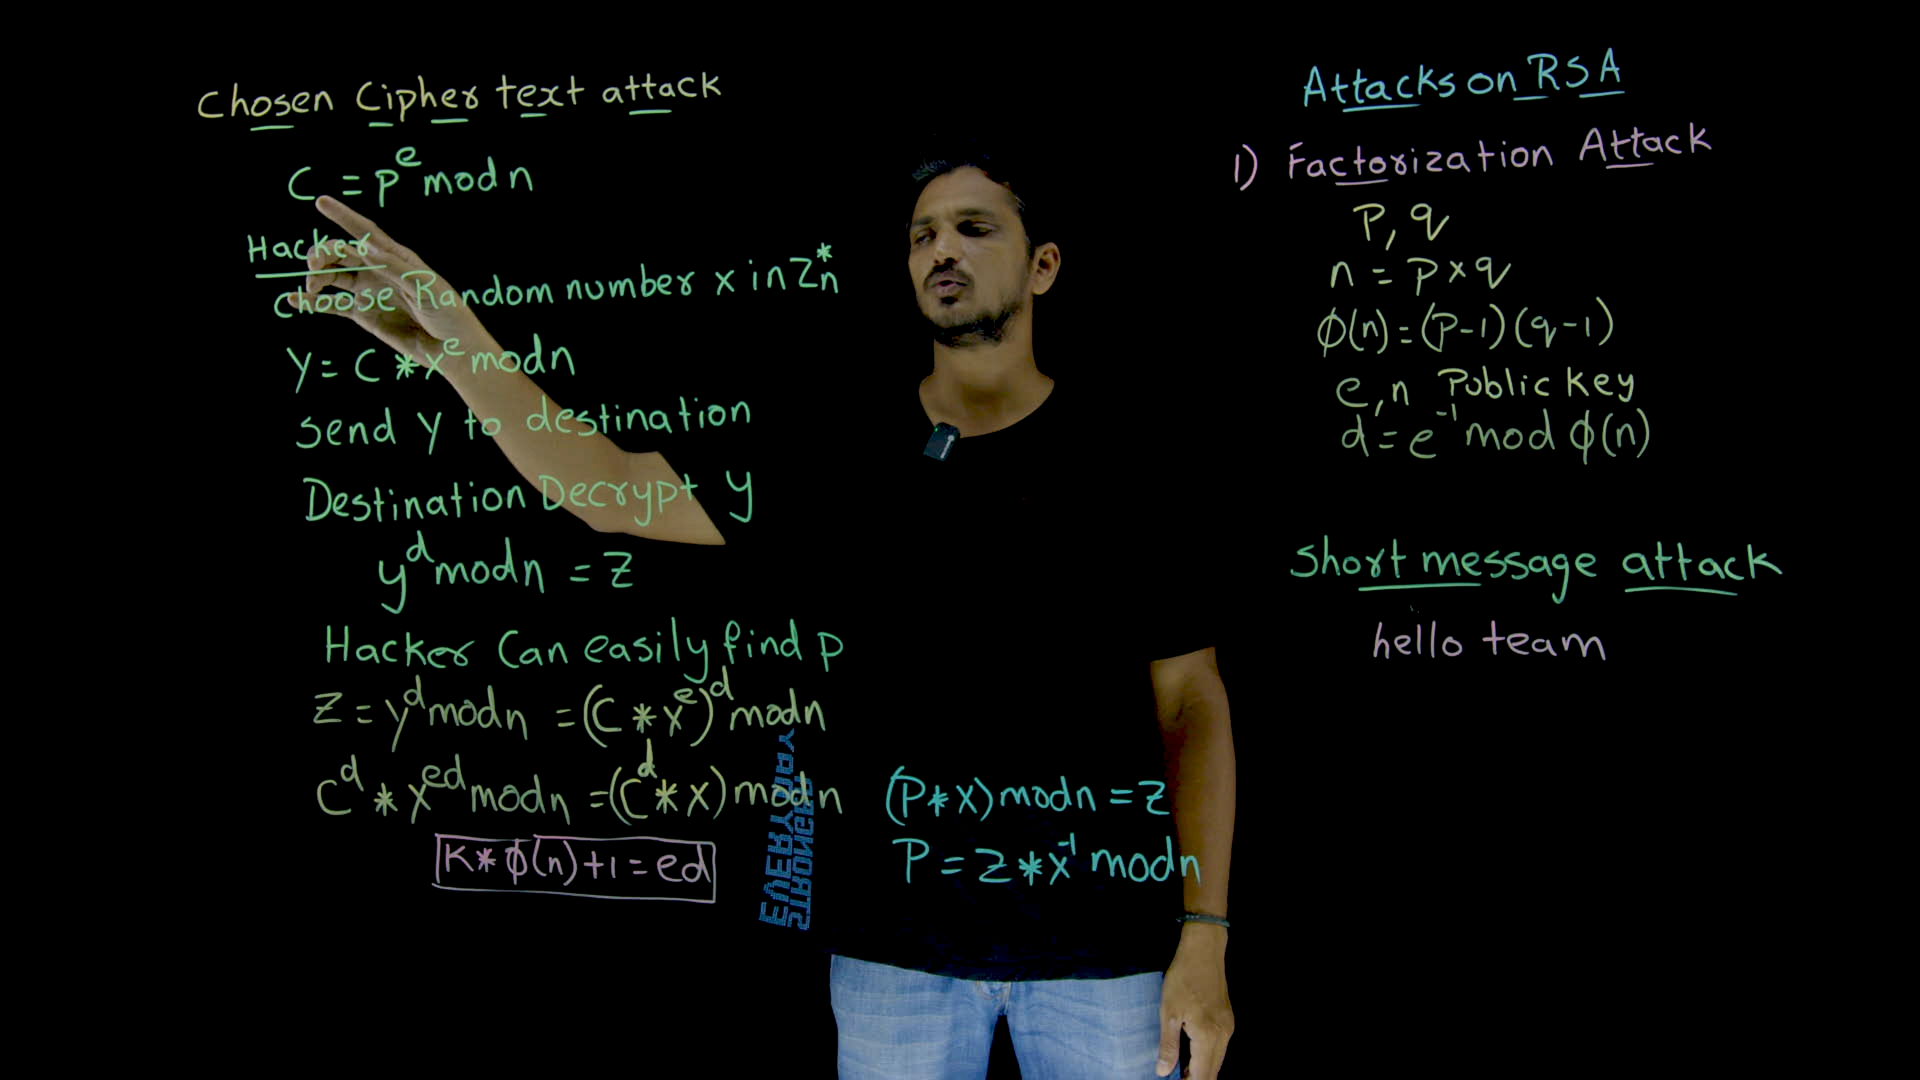 Chosen Cipher text attack
C = p^e mod n
Hacker
Choose Random number x in Zn*
Y = C * x^e mod n
Send Y to destination
Destination Decrypt y
y^d mod n = Z
Hacker Can easily find p
Z = y^d mod n = (C * x^e)^d mod n
C^d * x^ed mod n = (C^d * x) mod n
K * ϕ(n) + 1 = ed
(P * x) mod n = Z
P = Z * x^-1 mod n
Attacks on RSA
1) Factorization Attack
P, q
n = p × q
ϕ(n) = (p-1) (q-1)
e, n Public Key
d = e^-1 mod ϕ(n)
Short message attack
hello team